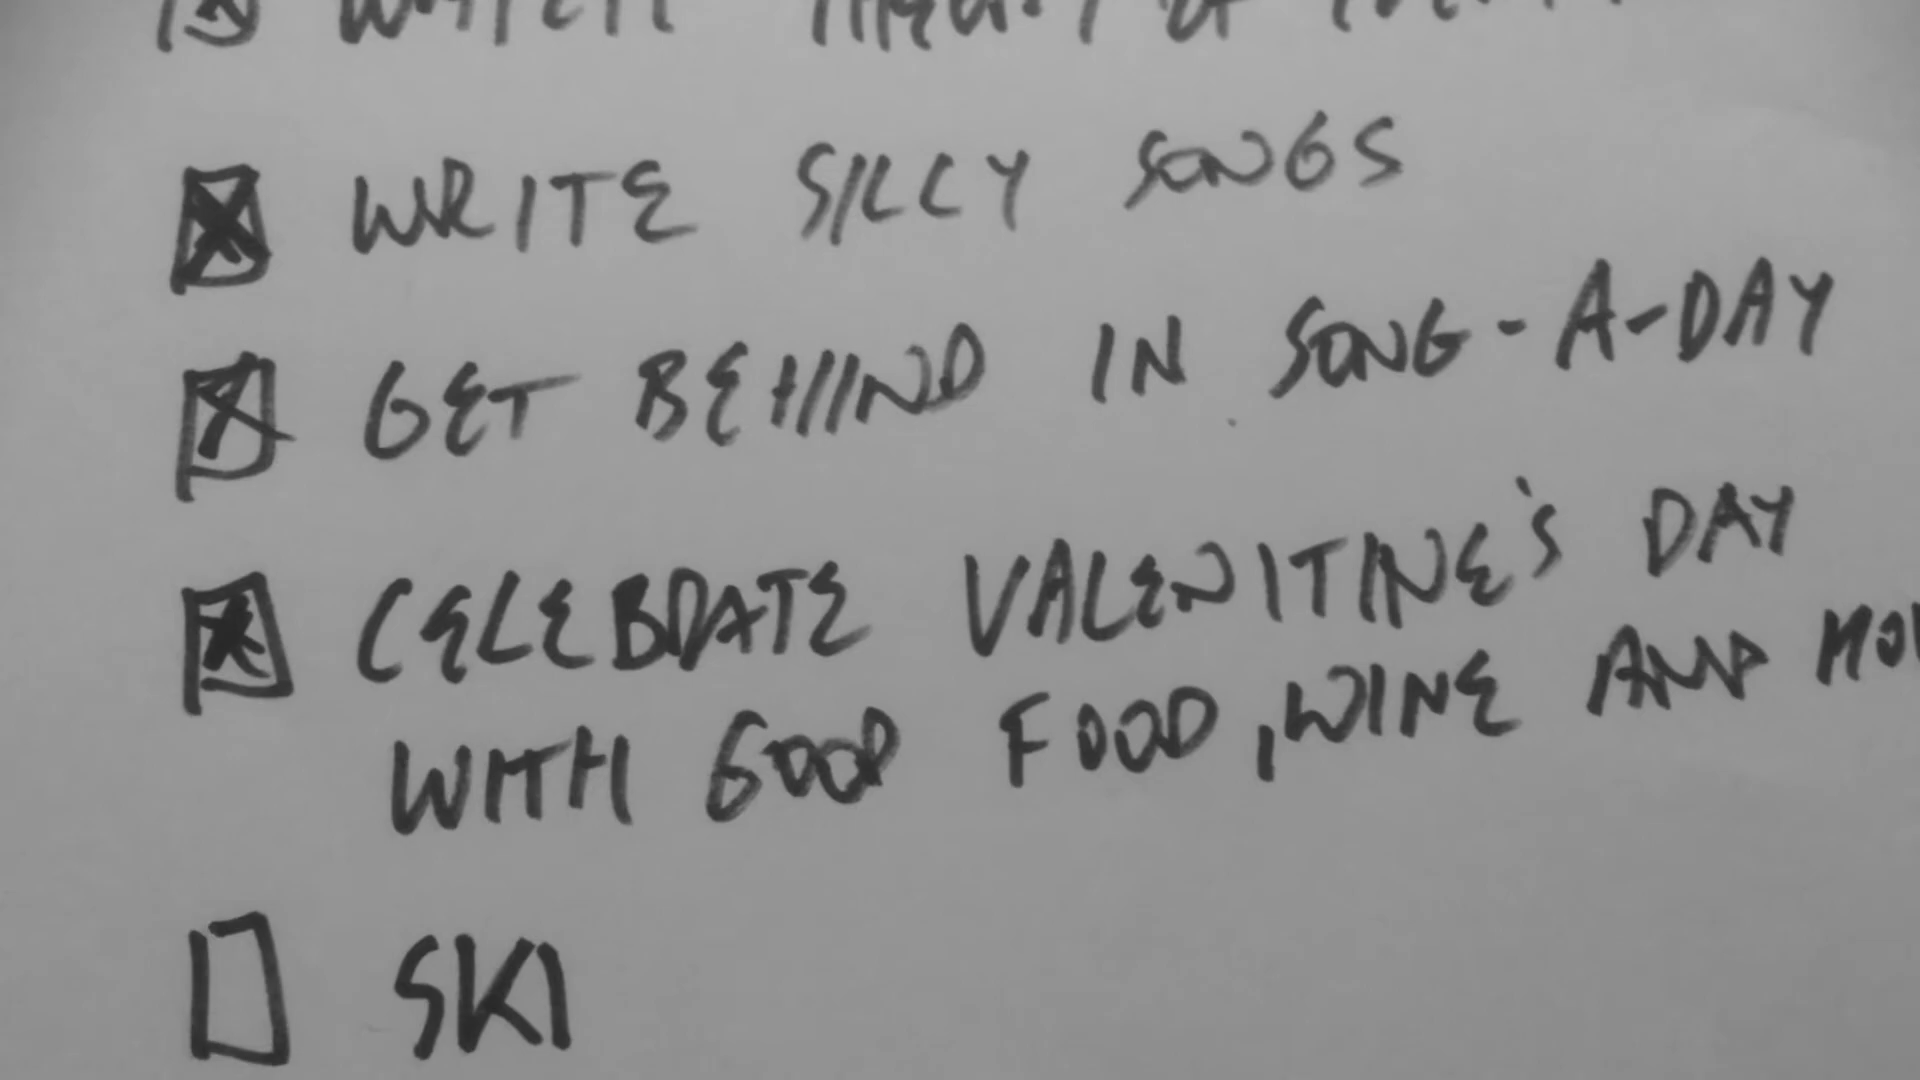 WRITE SILLY SONGS
GET BEHIND IN SONG-A-DAY
CELEBRATE VALENITINE'S DAY
WITH GOOD FOOD, WINE AND
SKI